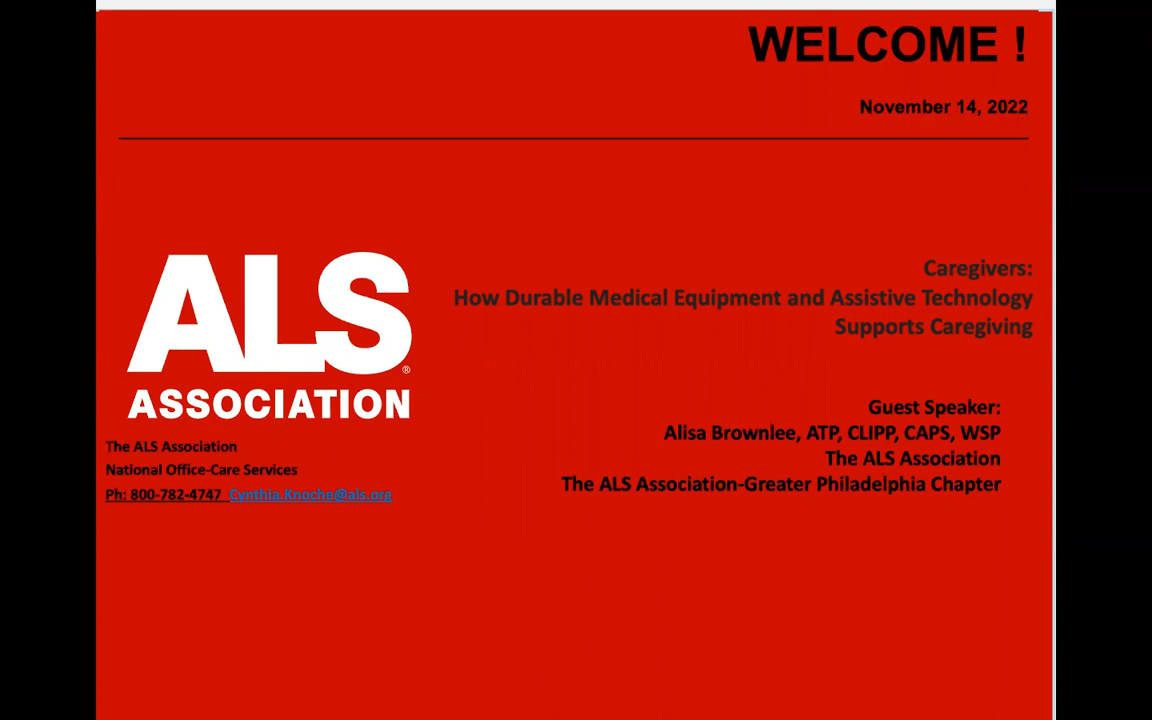 WELCOME !
November 14, 2022
ALS
ASSOCIATION
®
The ALS Association
National Office-Care Services
Ph: 800-782-4747 Cynthia.Knoche@als.org
Caregivers:
How Durable Medical Equipment and Assistive Technology
Supports Caregiving
Guest Speaker:
Alisa Brownlee, ATP, CLIPP, CAPS, WSP
The ALS Association
The ALS Association-Greater Philadelphia Chapter